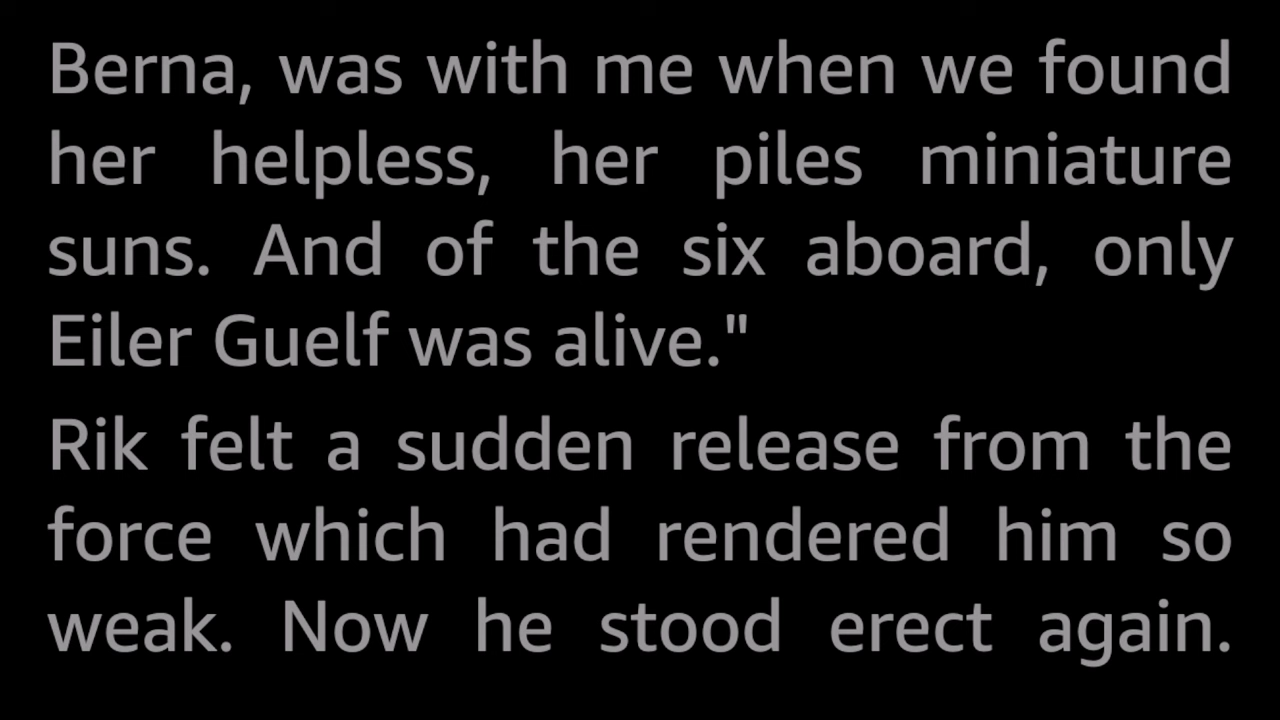 Berna, was with me when we found
her helpless, her piles miniature
suns. And of the six aboard, only
Eiler Guelf was alive."
Rik felt a sudden release from the
force which had rendered him so
weak. Now he stood erect again.